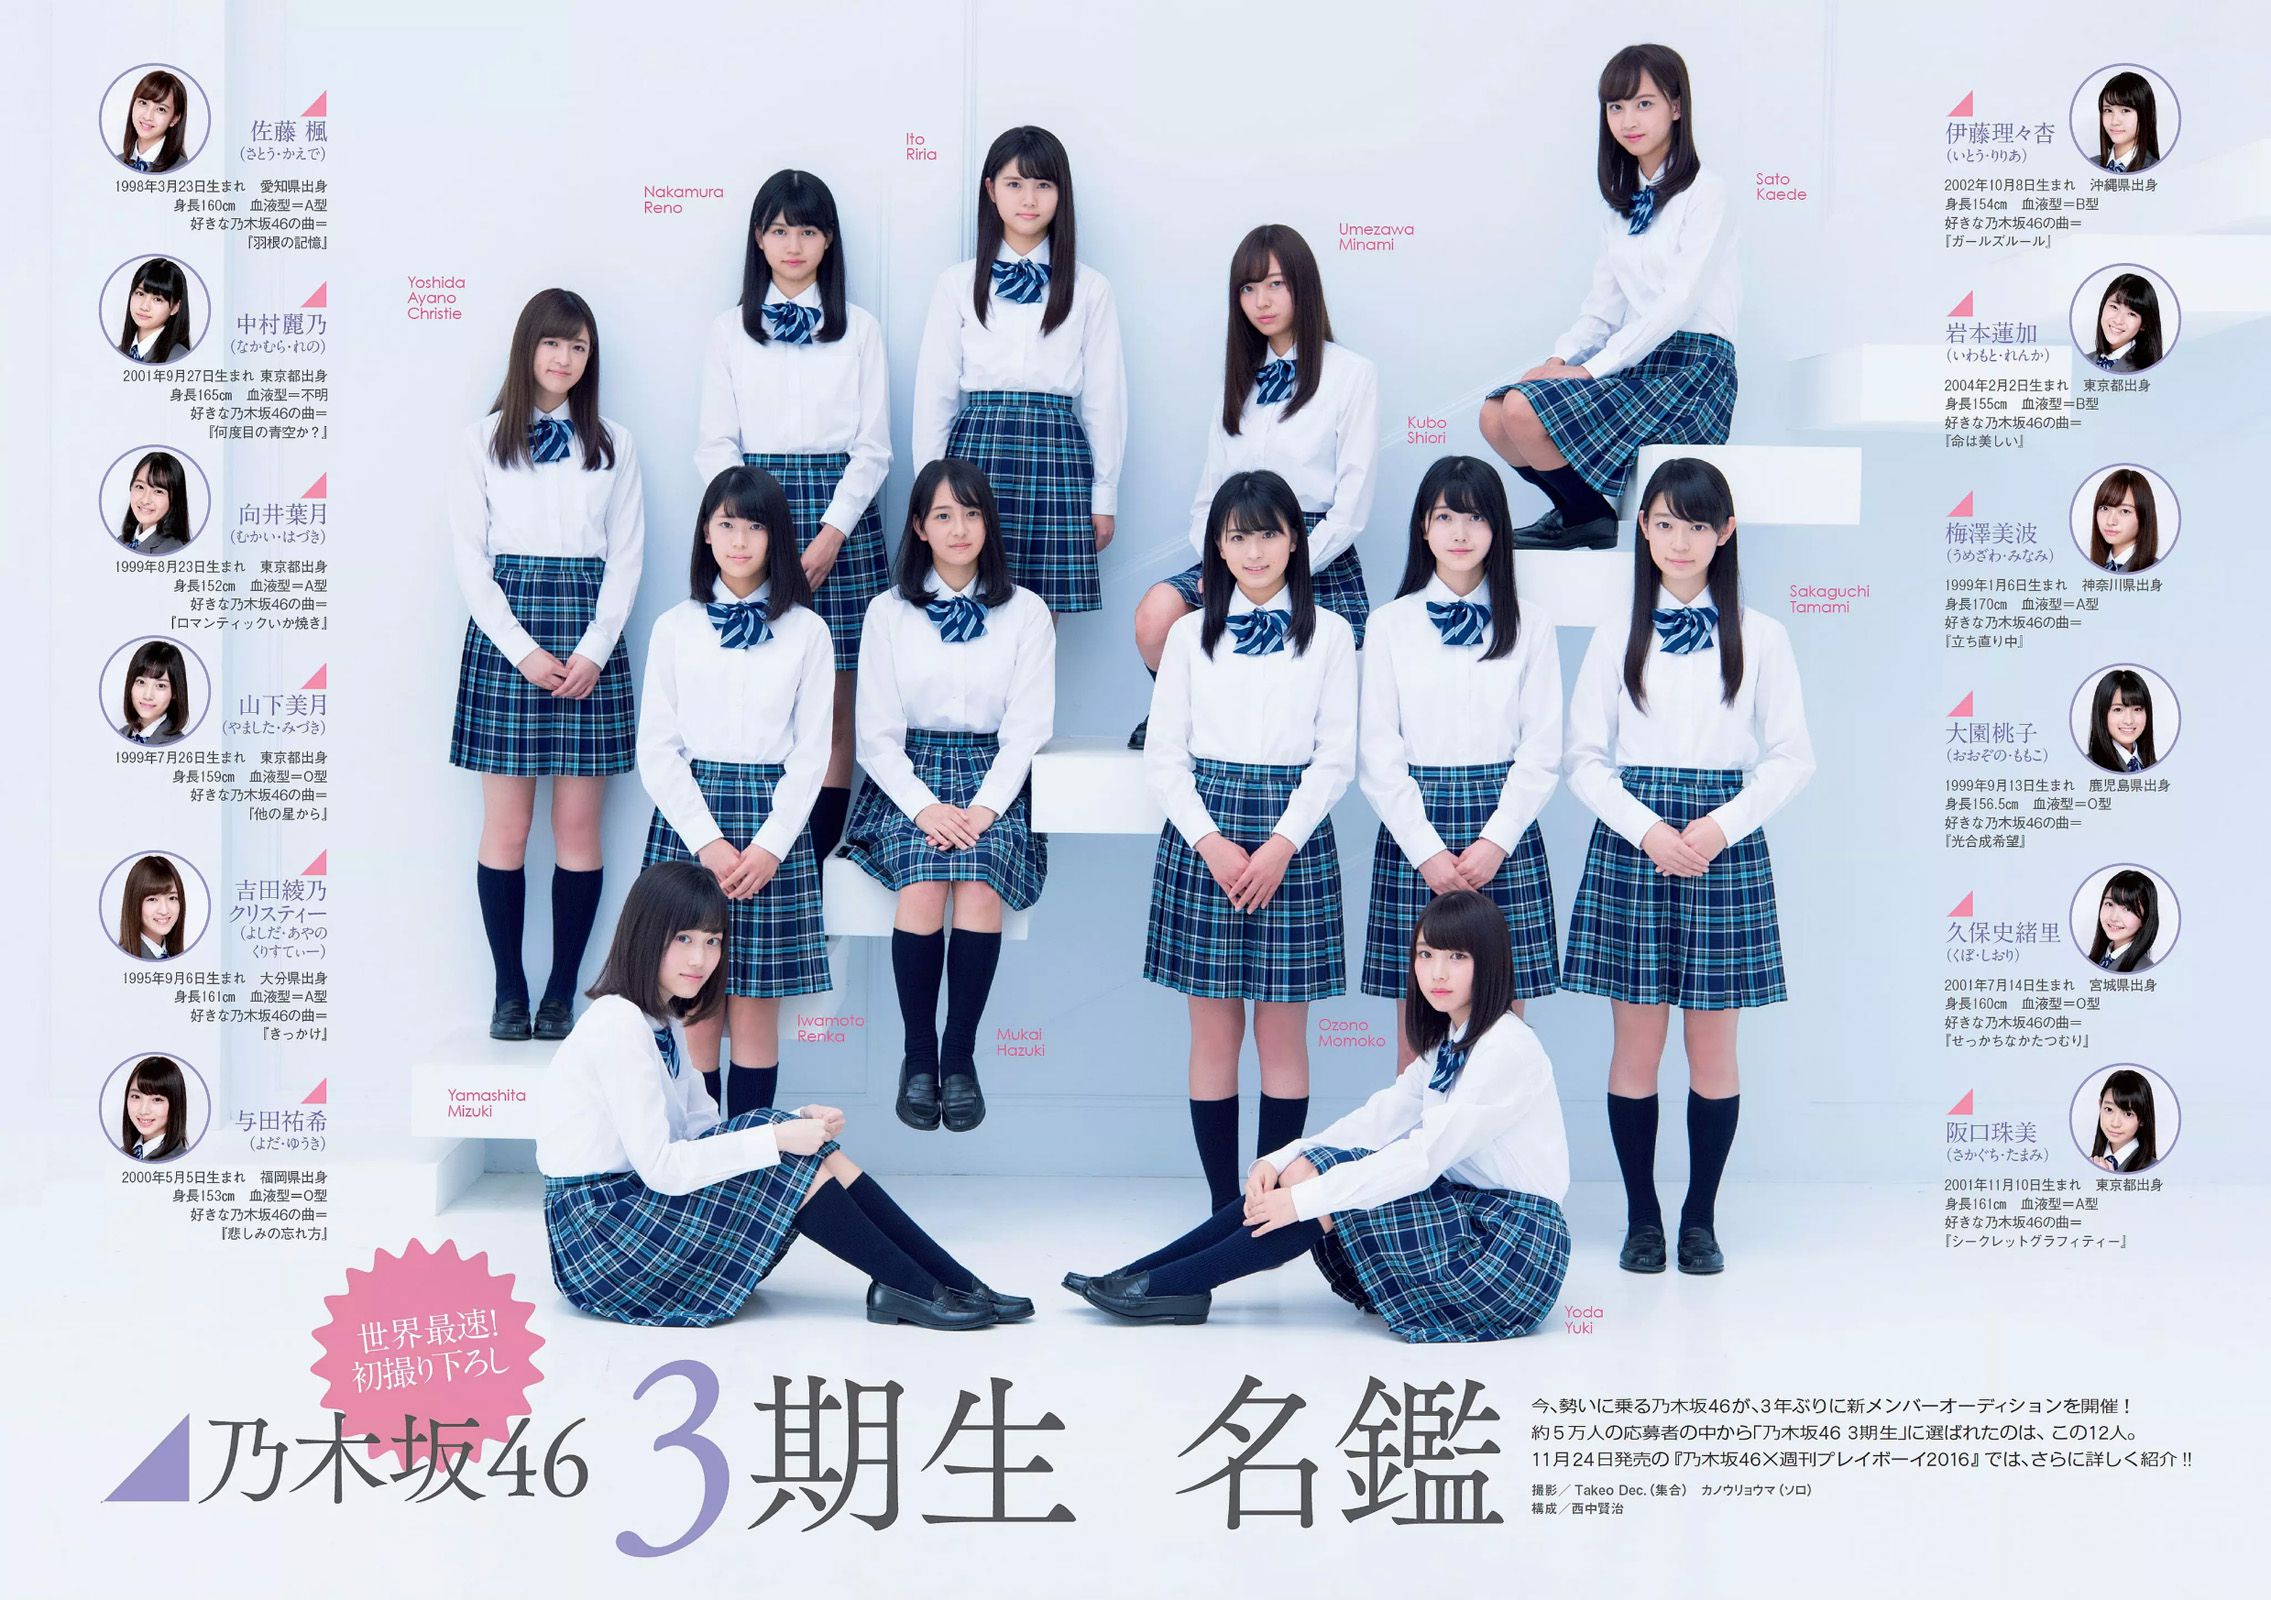 佐藤 楓
(さとう・かえで)
1998年3月23日生まれ　愛知県出身
身長160㎝　血液型＝A型
好きな乃木坂46の曲＝
『羽根の記憶』
中村麗乃
(なかむら・れの)
2001年9月27日生まれ 東京都出身
身長165㎝　血液型＝不明
好きな乃木坂46の曲＝
『何度目の青空か？』
向井葉月
(むかい・はづき)
1999年8月23日生まれ　東京都出身
身長152㎝　血液型＝A型
好きな乃木坂46の曲＝
『ロマンティックいか焼き』
山下美月
(やました・みづき)
1999年7月26日生まれ　東京都出身
身長159㎝　血液型＝O型
好きな乃木坂46の曲＝
『他の星から』
吉田綾乃
クリスティー
(よしだ・あやの
くりすてぃー)
1995年9月6日生まれ　大分県出身
身長161㎝　血液型＝A型
好きな乃木坂46の曲＝
『きっかけ』
与田祐希
(よだ・ゆうき)
2000年5月5日生まれ　福岡県出身
身長153㎝　血液型＝O型
好きな乃木坂46の曲＝
『悲しみの忘れ方』
Yoshida
Ayano
Christie
Nakamura
Reno
Ito
Riria
Umezawa
Minami
Sato
Kaede
Kubo
Shiori
Sakaguchi
Tamami
Iwamoto
Renka
Mukai
Hazuki
Ozono
Momoko
Yamashita
Mizuki
Yoda
Yuki
伊藤理々杏
(いとう・りりあ)
2002年10月8日生まれ　沖縄県出身
身長154㎝　血液型＝B型
好きな乃木坂46の曲＝
『ガールズルール』
岩本蓮加
(いわもと・れんか)
2004年2月2日生まれ　東京都出身
身長155㎝　血液型＝B型
好きな乃木坂46の曲＝
『命は美しい』
梅澤美波
(うめざわ・みなみ)
1999年1月6日生まれ　神奈川県出身
身長170㎝　血液型＝A型
好きな乃木坂46の曲＝
『立ち直り中』
大園桃子
(おおぞの・ももこ)
1999年9月13日生まれ　鹿児島県出身
身長156.5㎝　血液型＝O型
好きな乃木坂46の曲＝
『光合成希望』
久保史緒里
(くぼ・しおり)
2001年7月14日生まれ　宮城県出身
身長160㎝　血液型＝O型
好きな乃木坂46の曲＝
『せっかちなかたつむり』
阪口珠美
(さかぐち・たまみ)
2001年11月10日生まれ　東京都出身
身長161㎝　血液型＝A型
好きな乃木坂46の曲＝
『シークレットグラフィティー』
世界最速！
初撮り下ろし
乃木坂46 3期生 名鑑
今、勢いに乗る乃木坂46が、3年ぶりに新メンバーオーディションを開催！
約5万人の応募者の中から「乃木坂46 3期生」に選ばれたのは、この12人。
11月24日発売の『乃木坂46×週刊プレイボーイ2016』では、さらに詳しく紹介!!
撮影／Takeo Dec.（集合）　カノウリョウマ（ソロ）
構成／西中賢治